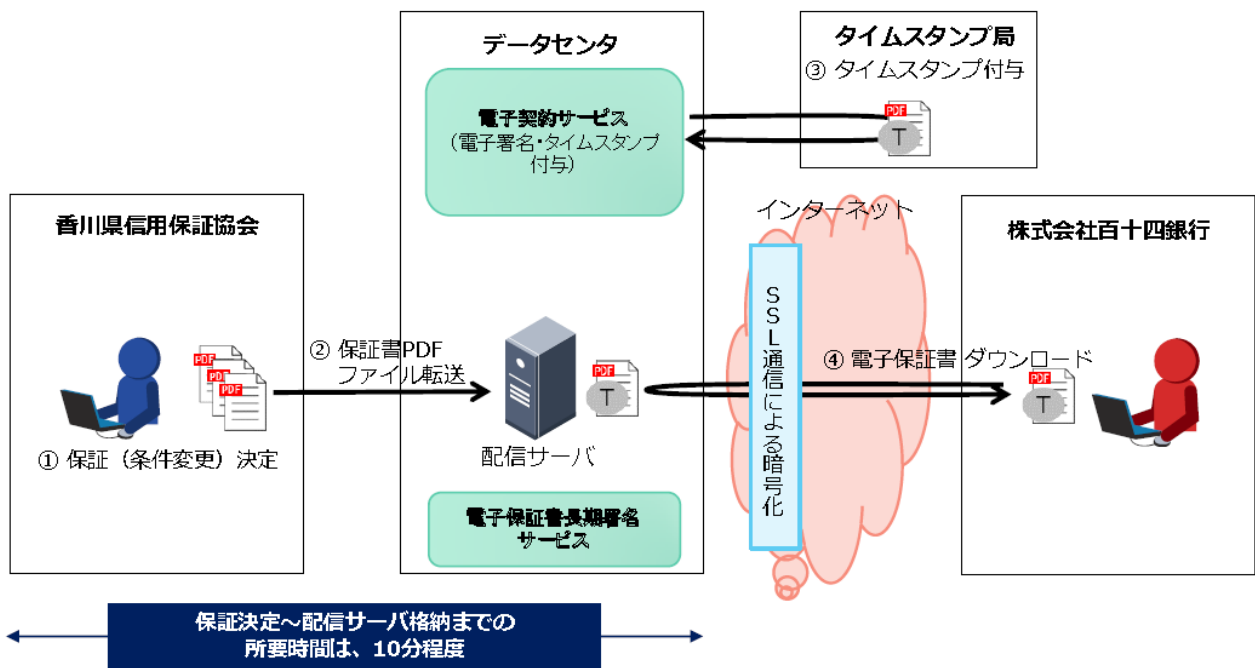 データセンタ
電子契約サービス
（電子署名・タイムスタンプ
付与）
タイムスタンプ局
③ タイムスタンプ付与
PDF
T
香川県信用保証協会
PDF
PDF
PDF
① 保証（条件変更）決定
② 保証書PDF
ファイル転送
PDF
T
配信サーバ
電子保証書長期署名
サービス
インターネット
SSL通信による暗号化
株式会社百十四銀行
④ 電子保証書 ダウンロード
PDF
T
保証決定～配信サーバ格納までの
所要時間は、10分程度